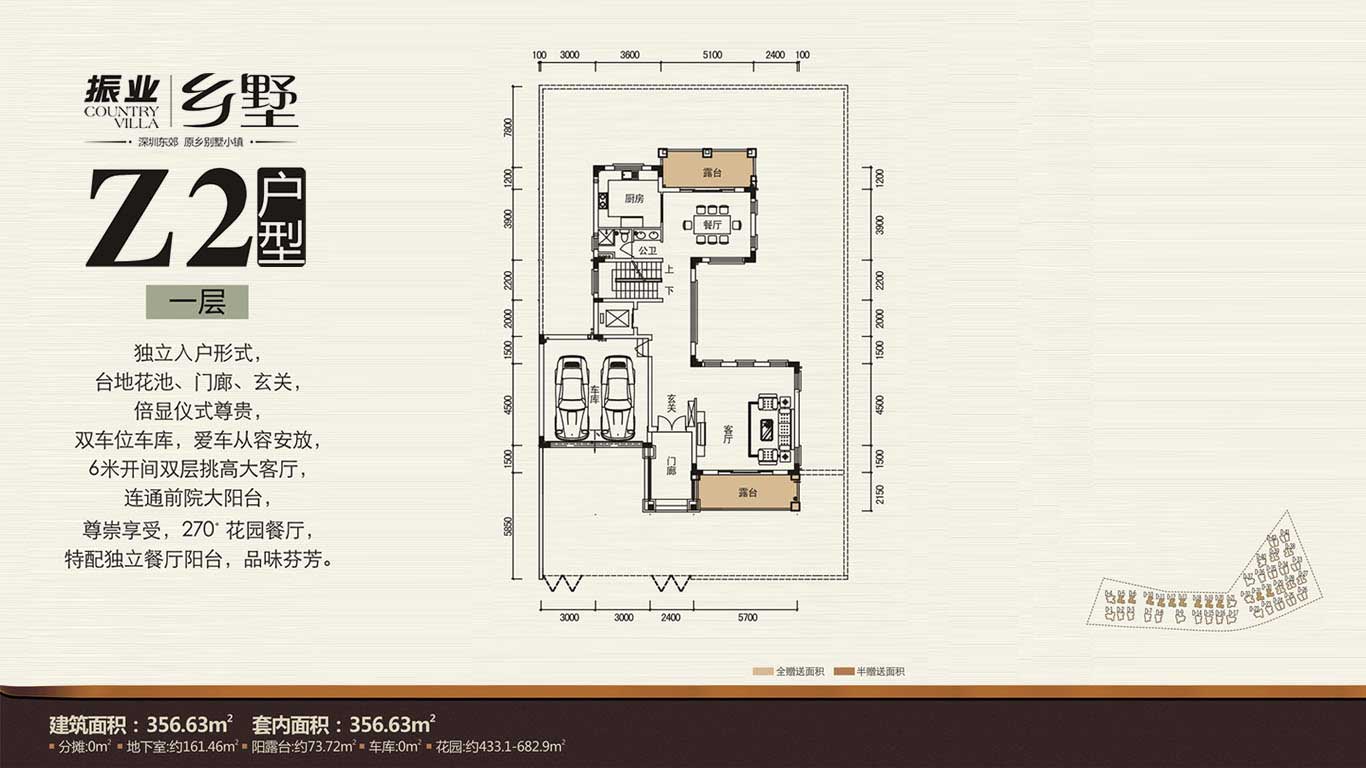 振业 乡墅
COUNTRY
VILLA
深圳东郊 原乡别墅小镇
Z2户型
一层
独立入户形式，
台地花池、门廊、玄关，
倍显仪式尊贵，
双车位车库，爱车从容安放，
6米开间双层挑高大客厅，
连通前院大阳台，
尊崇享受，270° 花园餐厅，
特配独立餐厅阳台，品味芬芳。
100 3000 3600 5100 2400 100
7800
1200
3900
2200
2000
1500
4500
1500
5850
露台
厨房
餐厅
公卫
上
下
车库
下
玄关
客厅
门廊
露台
1200
3900
2200
2000
1500
4500
1500
2150
3000 3000 2400 5700
全赠送面积 半赠送面积
建筑面积：356.63m² 套内面积：356.63m²
分摊:0m² 地下室:约161.46m² 阳露台:约73.72m² 车库:0m² 花园:约433.1-682.9m²